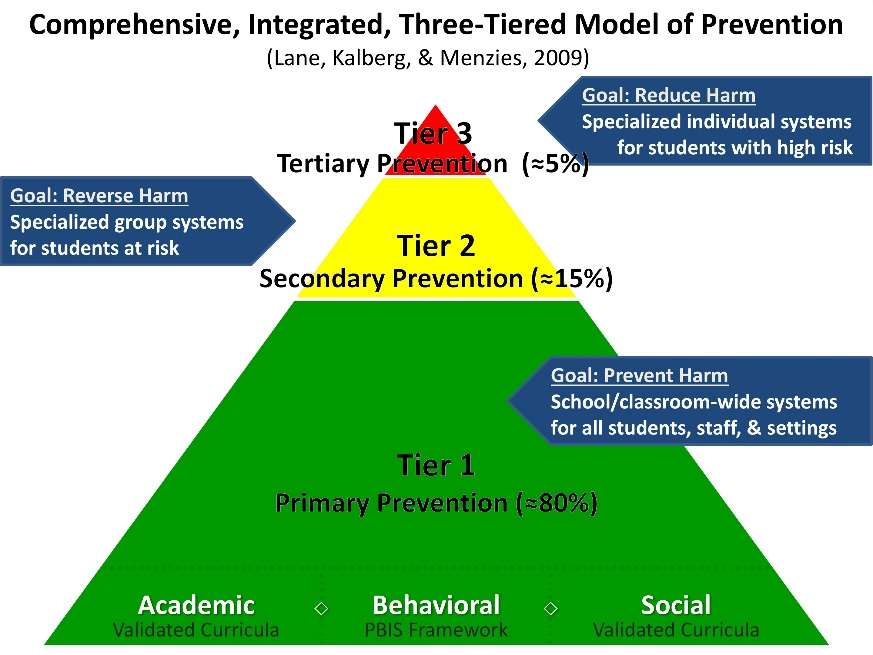 Comprehensive, Integrated, Three-Tiered Model of Prevention
(Lane, Kalberg, & Menzies, 2009)
Goal: Reduce Harm
Specialized individual systems
for students with high risk
Tier 3
Tertiary Prevention (≈5%)
Goal: Reverse Harm
Specialized group systems
for students at risk
Tier 2
Secondary Prevention (≈15%)
Goal: Prevent Harm
School/classroom-wide systems
for all students, staff, & settings
Tier 1
Primary Prevention (≈80%)
Academic ◇ Behavioral ◇ Social
Validated Curricula PBIS Framework Validated Curricula